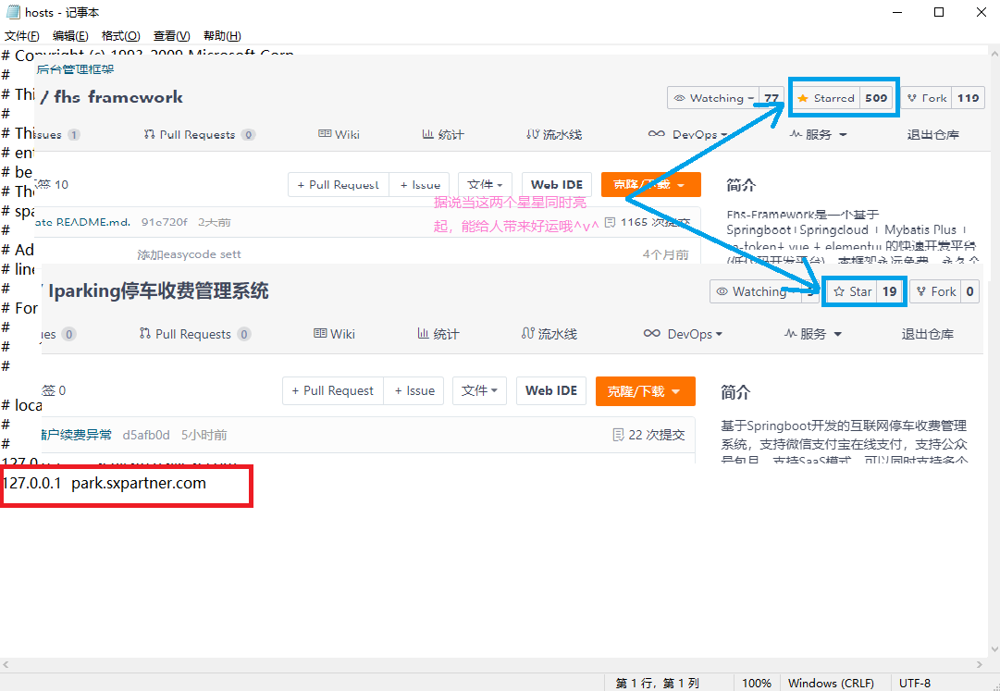 hosts - 记事本
文件(F) 编辑(E) 格式(O) 查看(V) 帮助(H)
# Copyright (c) 1993-2009 Microsoft Corp.
#
后台管理框架
# Thi
/ fhs-framework
Watching 77 Starred 509 Fork 119
#
# Thi
ssues 1 Pull Requests 0 Wiki 统计 流水线 DevOps 服务 退出仓库
# ent
# be
签 10 + Pull Request + Issue 文件 Web IDE 克隆/下载 简介
# The
据说当这两个星星同时亮
起，能给人带来好运哦^v^
# spa
#
ate README.md. 91e720f 2天前 1165 次提交
Fhs-Framework是一个基于
Springboot+Springcloud + Mybatis Plus +
sa-token+ vue + elementui 的快速开发平台
(低代码开发平台)，本框架永远免费，永久个
# Ad
添加easycode sett 4个月前
# line
#
/ Iparking停车收费管理系统
Watching Star 19 Fork 0
# For
#
ues 0 Pull Requests 0 Wiki 统计 流水线 DevOps 服务 退出仓库
#
#
签 0 + Pull Request + Issue 文件 Web IDE 克隆/下载 简介
# loca
#
户续费异常 d5afb0d 5小时前 22 次提交
基于Springboot开发的互联网停车收费管理
系统，支持微信支付宝在线支付，支持公众
号包月，支持SaaS模式，可以同时支持多个
#
127.0.0.1 park.sxpartner.com
第 1 行，第 1 列 100% Windows (CRLF) UTF-8